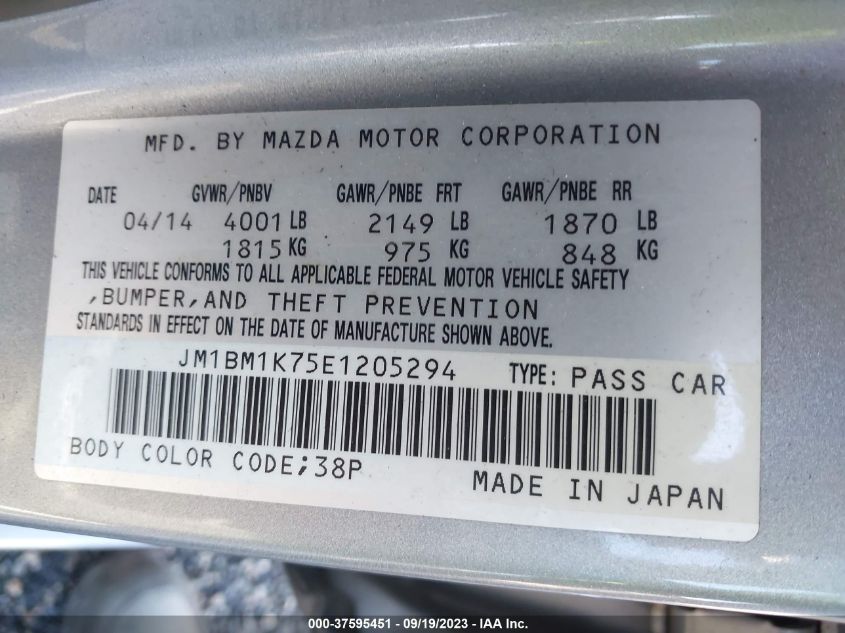 MFD. BY MAZDA MOTOR CORPORATION
DATE GVWR/PNBV GAWR/PNBE FRT GAWR/PNBE RR
04/14 4001 LB 2149 LB 1870 LB
1815 KG 975 KG 848 KG
THIS VEHICLE CONFORMS TO ALL APPLICABLE FEDERAL MOTOR VEHICLE SAFETY
,BUMPER,AND THEFT PREVENTION
STANDARDS IN EFFECT ON THE DATE OF MANUFACTURE SHOWN ABOVE.
JM1BM1K75E1205294 TYPE: PASS CAR
BODY COLOR CODE;38P
MADE IN JAPAN
000-37595451 - 09/19/2023 - IAA Inc.